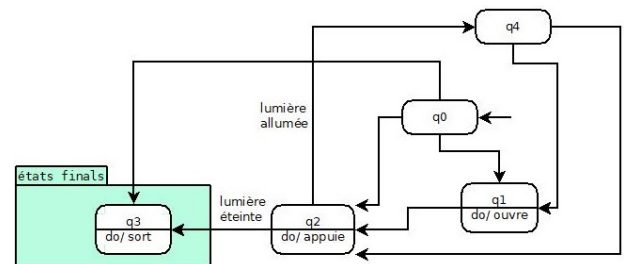 q4
lumière
allumée
q0
états finals
lumière
éteinte
q3
do/ sort
q2
do/ appuie
q1
do/ ouvre